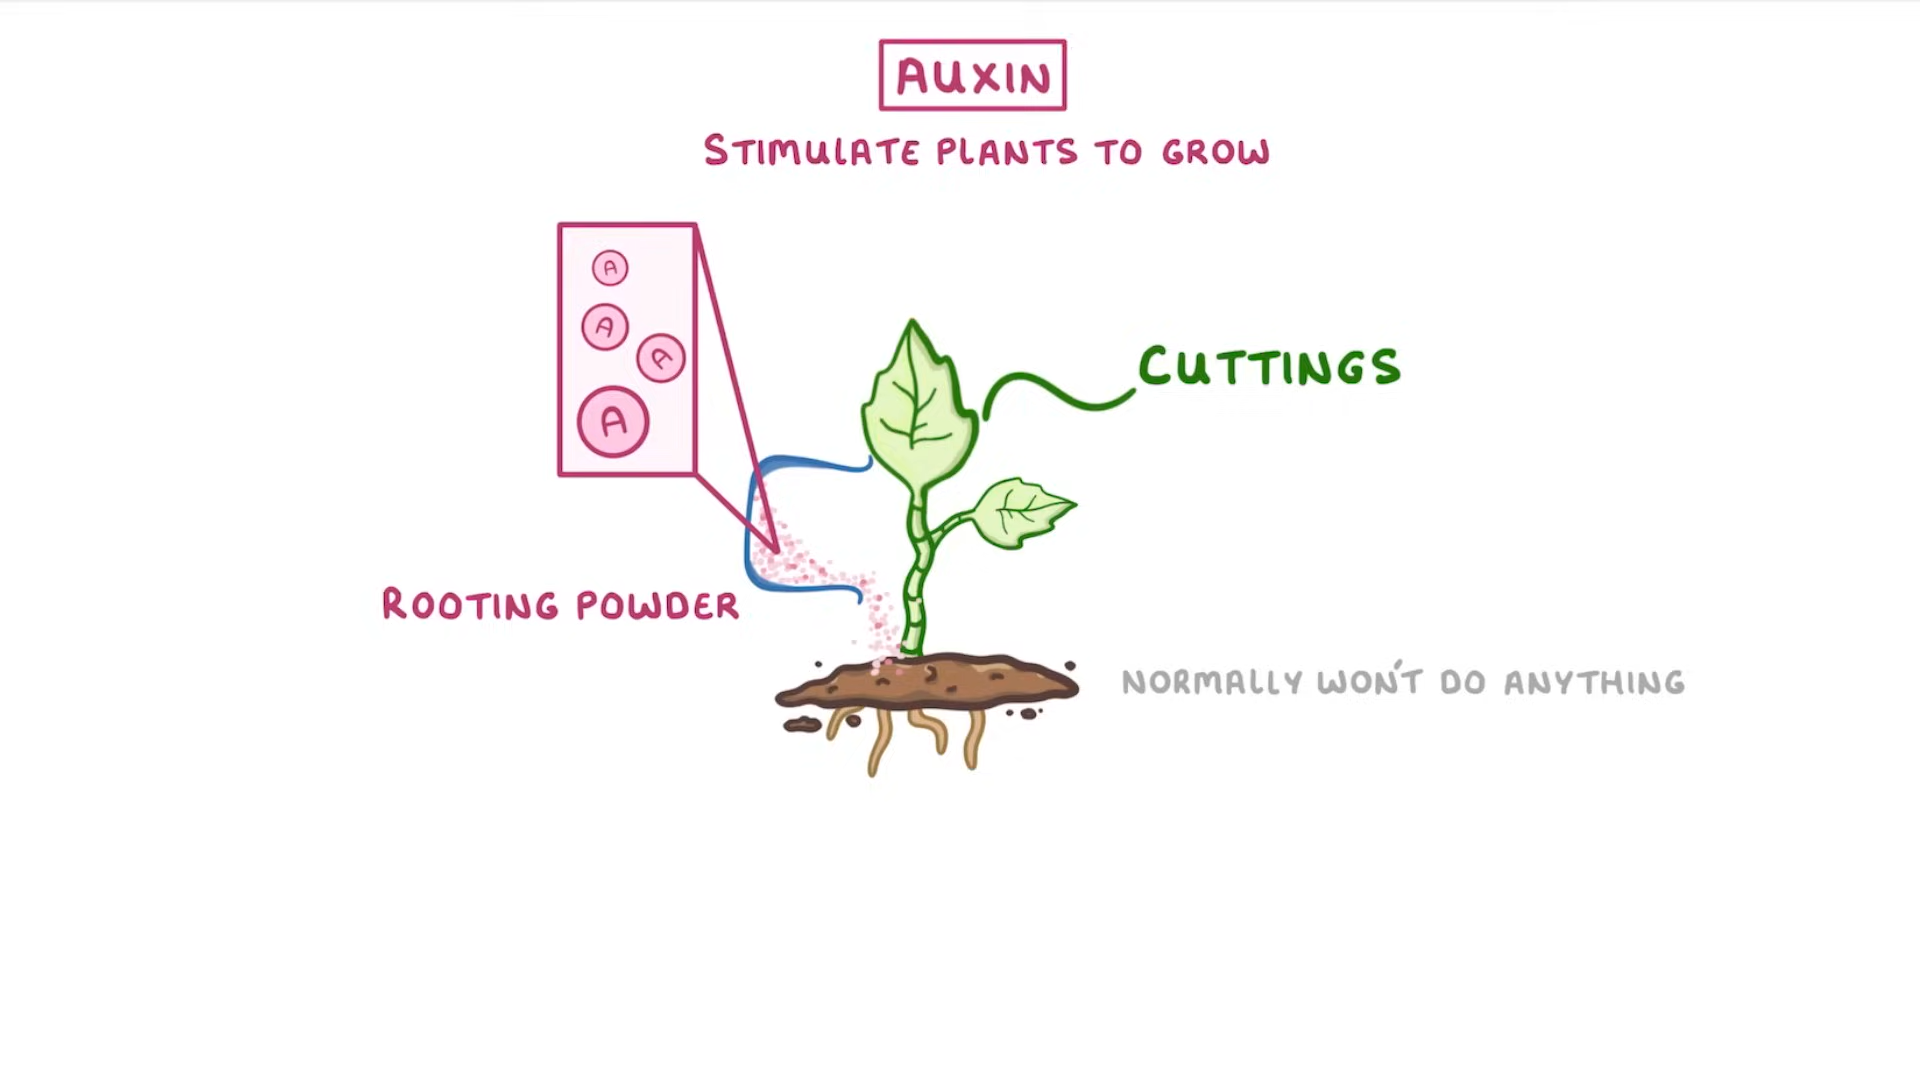 AUXIN
STIMULATE PLANTS TO GROW
A
A
A
A
CUTTINGS
ROOTING POWDER
NORMALLY WON'T DO ANYTHING